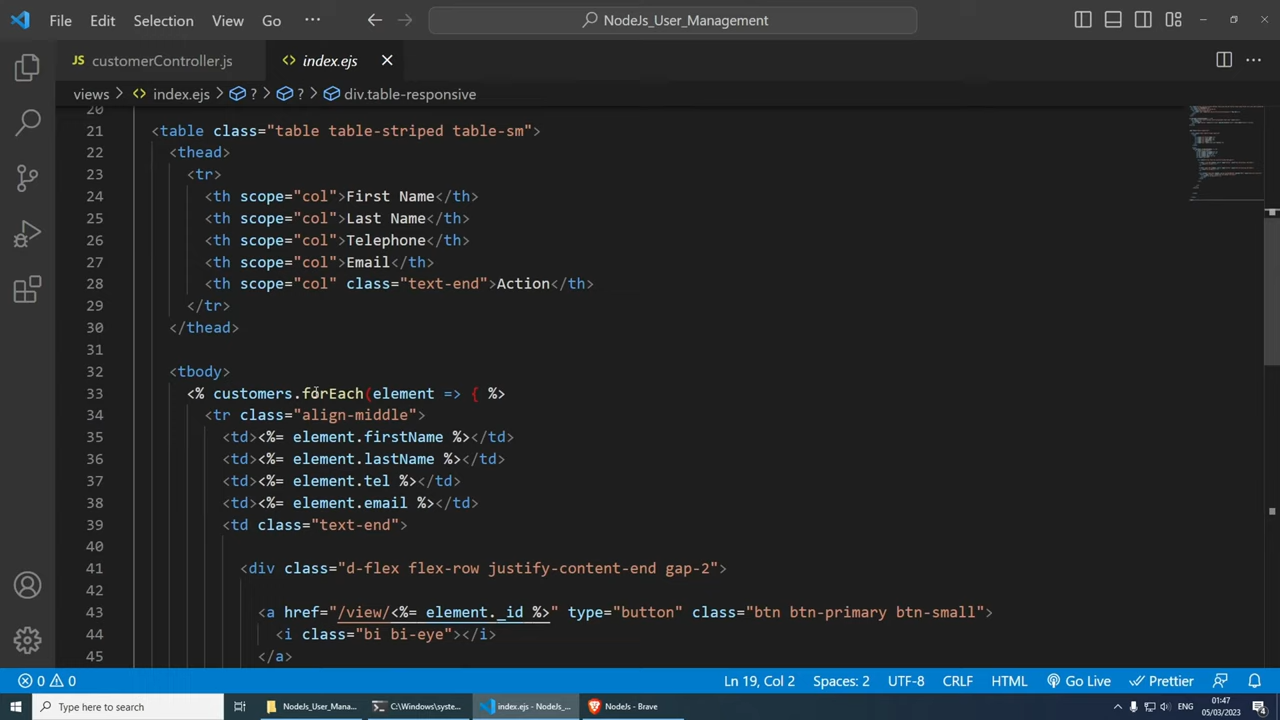 File Edit Selection View Go ··· NodeJs_User_Management
JS customerController.js
index.ejs
views > index.ejs > ? > ? > div.table-responsive
20
21 <table class="table table-striped table-sm">
22 <thead>
23 <tr>
24 <th scope="col">First Name</th>
25 <th scope="col">Last Name</th>
26 <th scope="col">Telephone</th>
27 <th scope="col">Email</th>
28 <th scope="col" class="text-end">Action</th>
29 </tr>
30 </thead>
31
32 <tbody>
33 <% customers.forEach(element => { %>
34 <tr class="align-middle">
35 <td><%= element.firstName %></td>
36 <td><%= element.lastName %></td>
37 <td><%= element.tel %></td>
38 <td><%= element.email %></td>
39 <td class="text-end">
40
41 <div class="d-flex flex-row justify-content-end gap-2">
42
43 <a href="/view/<%= element._id %>" type="button" class="btn btn-primary btn-small">
44 <i class="bi bi-eye"></i>
45 </a>
0 0 Ln 19, Col 2 Spaces: 2 UTF-8 CRLF HTML Go Live Prettier
Type here to search
NodeJs_User_Mana...
C:\Windows\syste...
index.ejs - NodeJs_...
NodeJs - Brave
ENG
01:47
05/03/2023
4